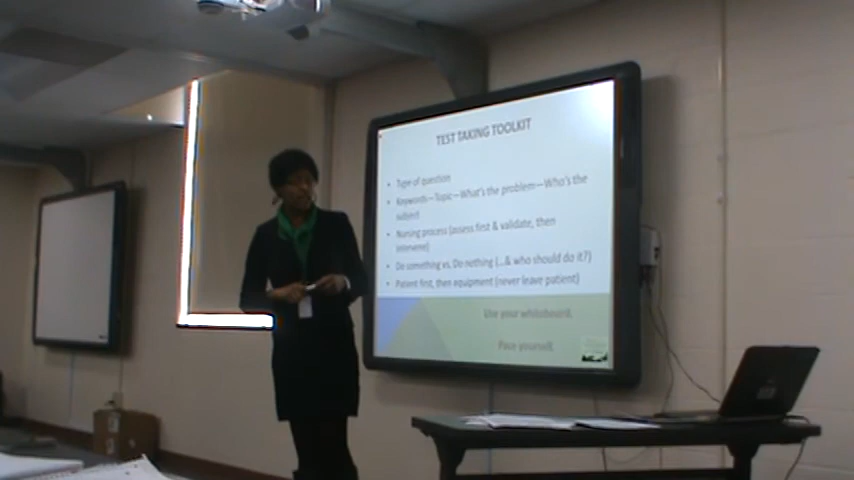 TEST TAKING TOOLKIT
• Type of question
• Keywords—Topic—What's the problem—Who's the
subject
• Nursing process (assess first & validate, then
intervene)
• Do something vs. Do nothing (...& who should do it?)
• Patient first, then equipment (never leave patient)
Use your whiteboard.
Pace yourself.